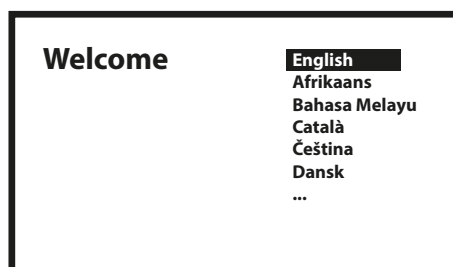 Welcome
English
Afrikaans
Bahasa Melayu
Català
Čeština
Dansk
...